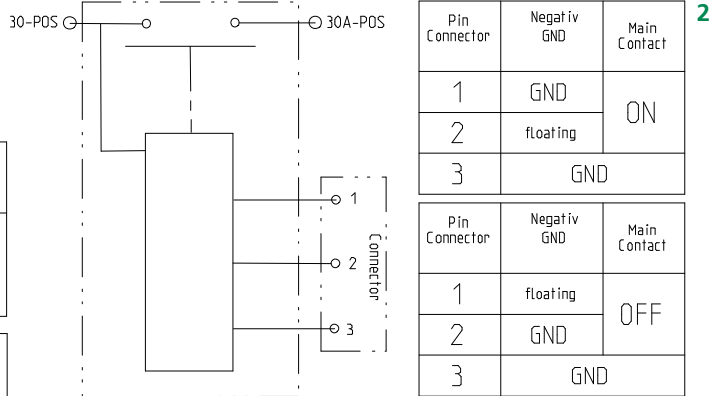 30-POS
30A-POS
1
2
3
Connector
2
Pin Connector
Negativ GND
Main Contact
1
GND
ON
2
floating
3
GND
Pin Connector
Negativ GND
Main Contact
1
floating
OFF
2
GND
3
GND